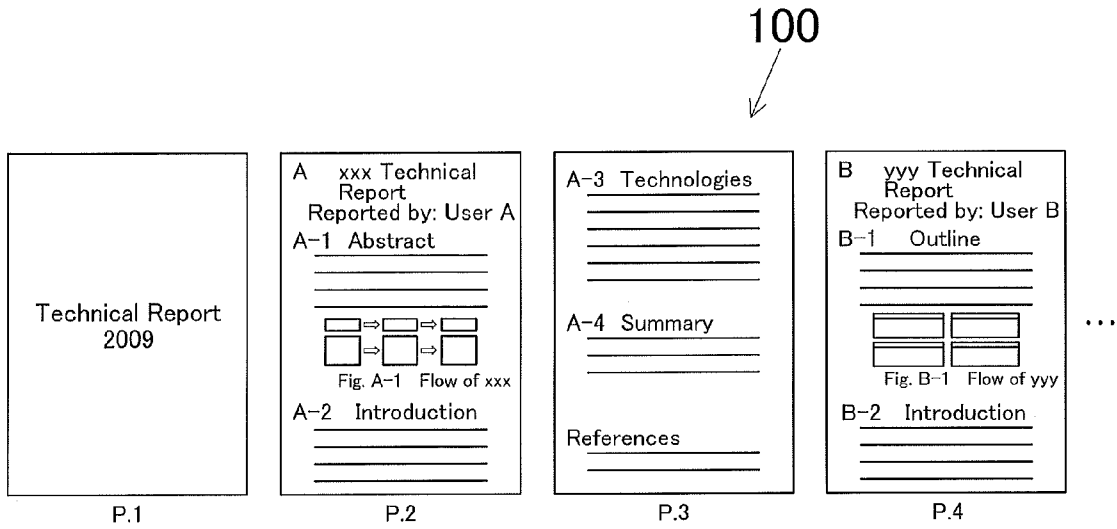 100
Technical Report
2009
P.1
A xxx Technical
Report
Reported by: User A
A-1 Abstract
Fig. A-1 Flow of xxx
A-2 Introduction
P.2
A-3 Technologies
A-4 Summary
References
P.3
B yyy Technical
Report
Reported by: User B
B-1 Outline
Fig. B-1 Flow of yyy
B-2 Introduction
P.4
...